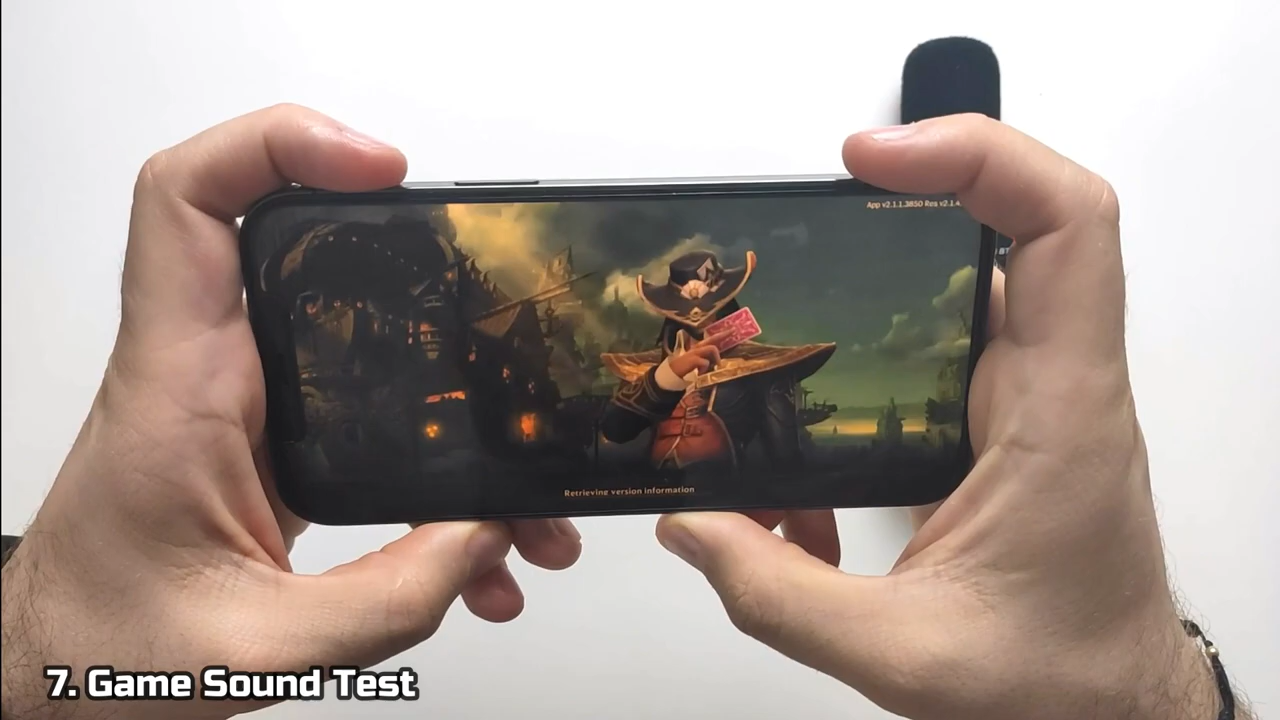 App v2.1.1.3850 Res v2.1.4
Retrieving version information
7. Game Sound Test